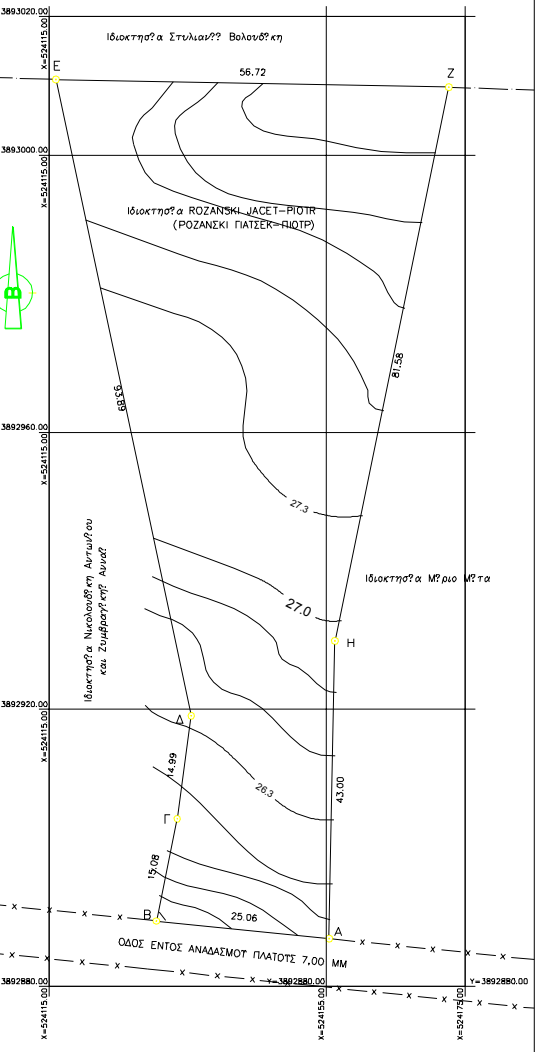 3893020.00
X=524115.00
Ιδιοκτησ?α Στυλιαν?? Βολουδ?κη
E
56.72
Z
3893000.00
X=524115.00
Ιδιοκτησ?α ROZANSKI JACET-PIOTR
(ΡΟΖΑΝΣΚΙ ΓΙΑΤΣΕΚ-ΠΙΟΤΡ)
B
93.89
81.58
3892960.00
X=524115.00
27.3
Ιδιοκτησ?α Νικολουδ?κη Αντων?ου
και Ζυμβραγ?κη? Αννα?
Ιδιοκτησ?α Μ?ριο Μ?τα
27.0
H
3892920.00
X=524115.00
Δ
14.99
26.3
43.00
Γ
15.08
B
25.06
A
ΟΔΟΣ ΕΝΤΟΣ ΑΝΑΔΑΣΜΟΥ ΠΛΑΤΟΥΣ 7,00 ΜΜ
3892880.00
X=524115.00
Y=3892880.00
X=524155.00
Y=3892880.00
X=524175.00